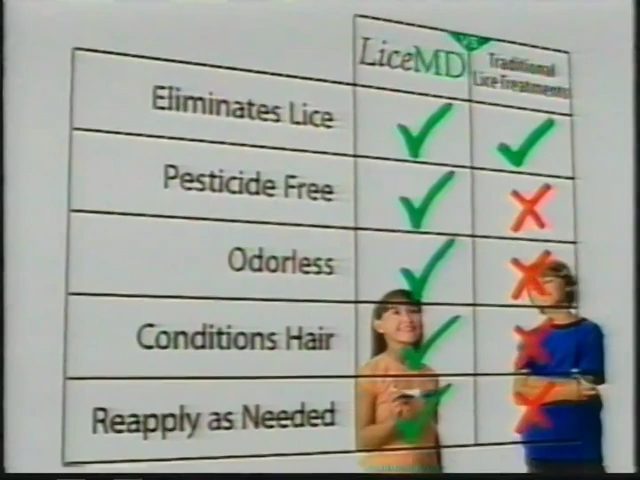 LiceMD
VS
Traditional
Lice Treatments
Eliminates Lice
Pesticide Free
Odorless
Conditions Hair
Reapply as Needed